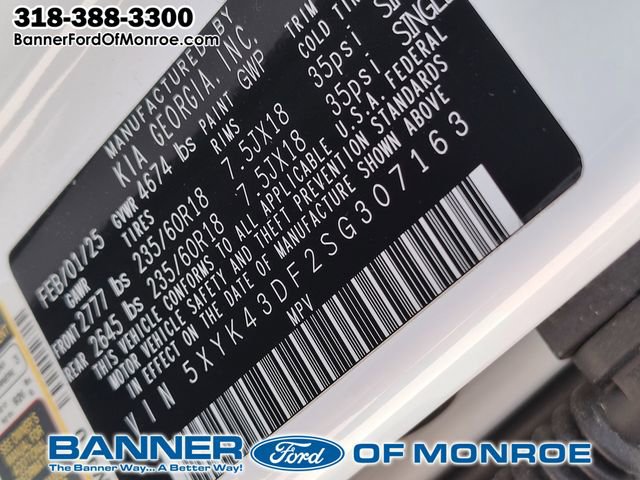 318-388-3300
BannerFordOfMonroe.com
MANUFACTURED BY
KIA GEORGIA, INC.
FEB/01/25 GVWR 4674 lbs PAINT GWP TRIM
GAWR TIRES RIMS COLD TIR
FRONT 2777 lbs 235/60R18 7.5JX18 35psi SINGL
REAR 2645 lbs 235/60R18 7.5JX18 35psi SINGLE
THIS VEHICLE CONFORMS TO ALL APPLICABLE U.S.A. FEDERAL
MOTOR VEHICLE SAFETY AND THEFT PREVENTION STANDARDS
IN EFFECT ON THE DATE OF MANUFACTURE SHOWN ABOVE
VIN 5XYK43DF2SG307163
MPV
BANNER Ford OF MONROE
The Banner Way... A Better Way!